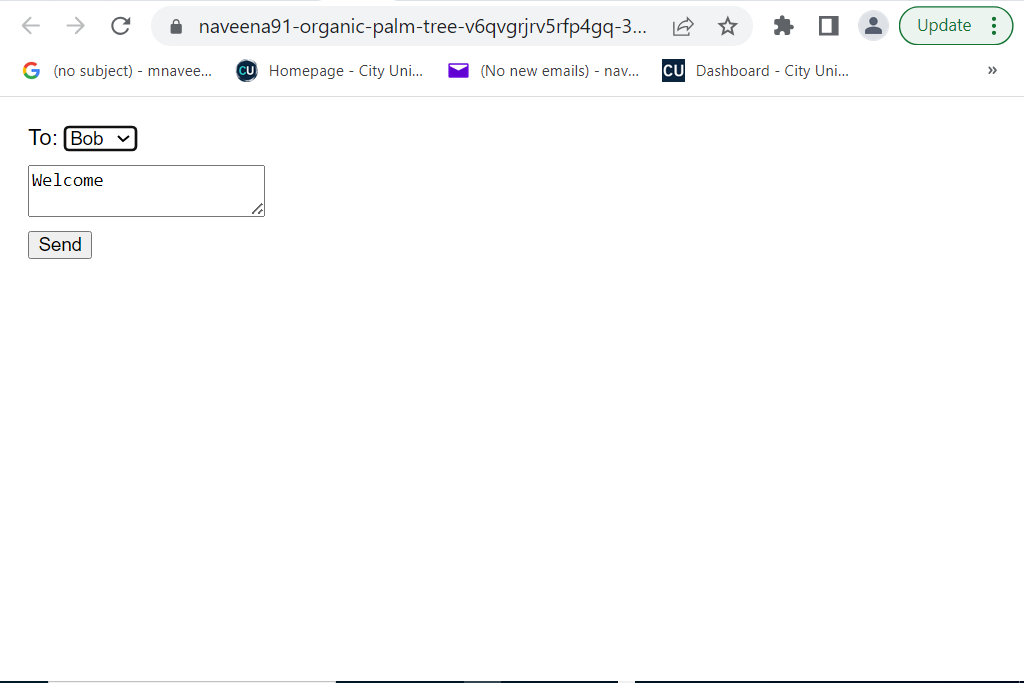 naveena91-organic-palm-tree-v6qvgrjrv5rfp4gq-3... Update
(no subject) - mnavee... CU Homepage - City Uni... (No new emails) - nav... CU Dashboard - City Uni... »
To: Bob
Welcome
Send